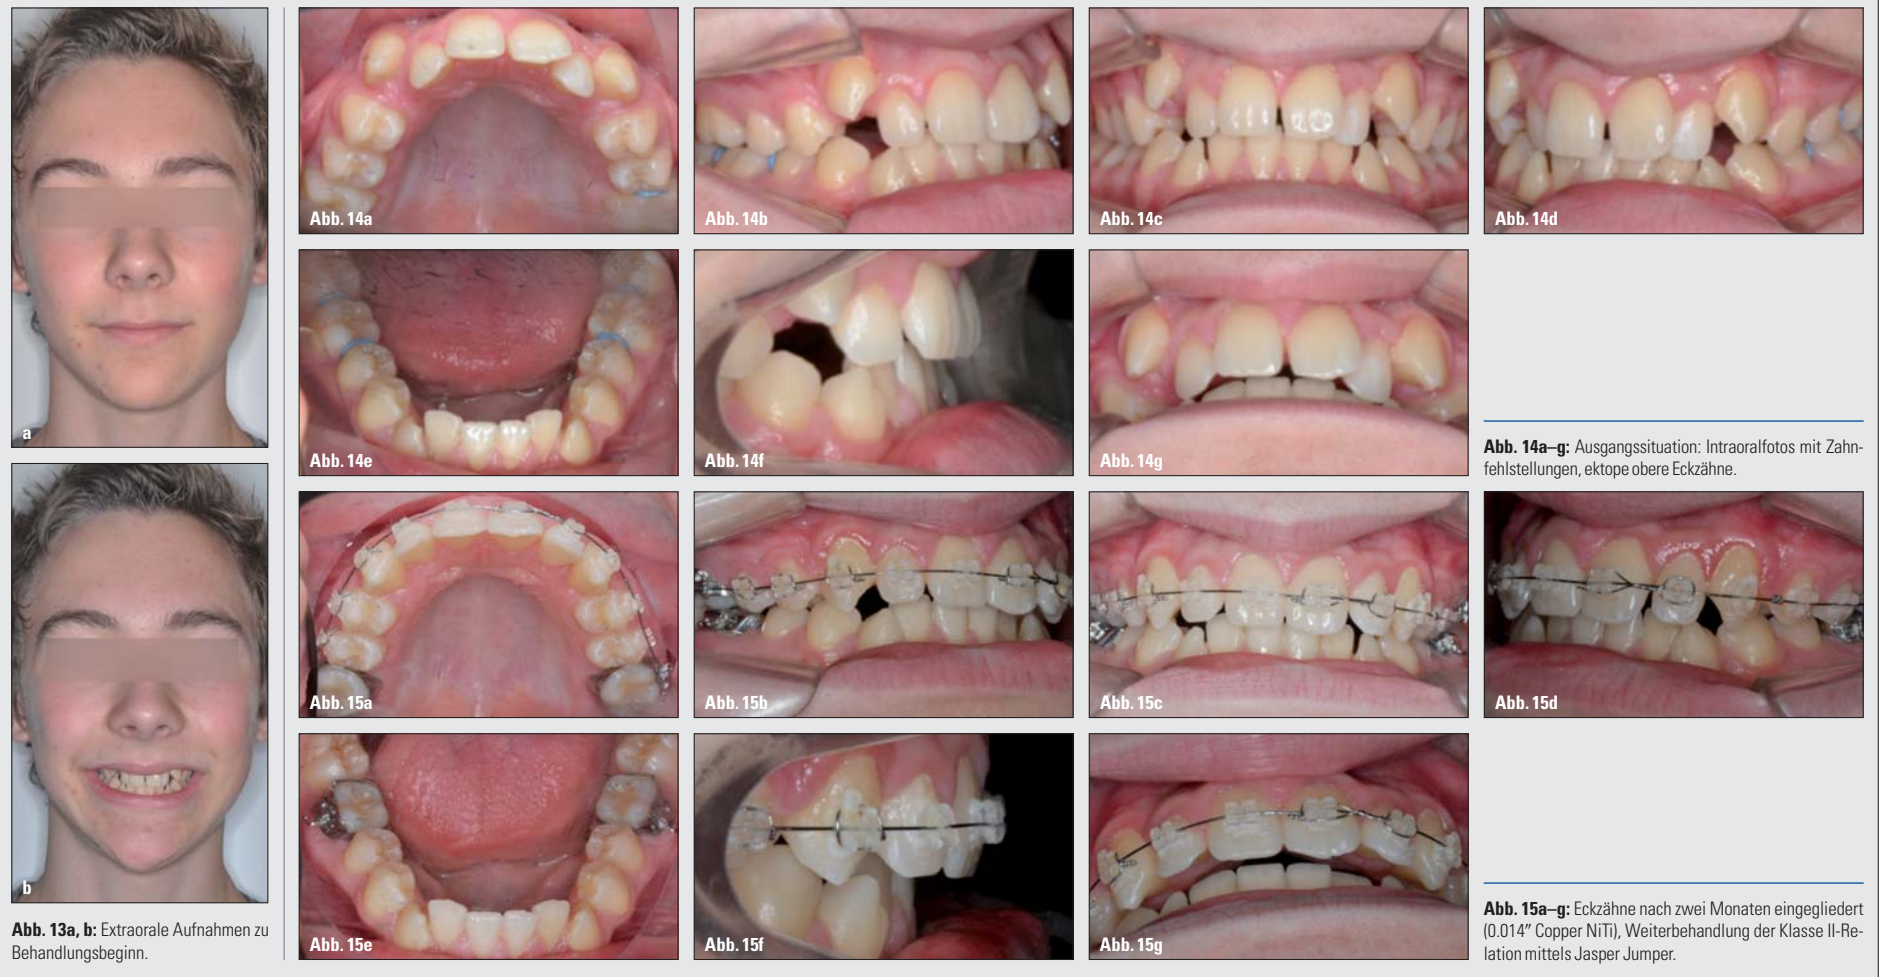 a
b
Abb. 13a, b: Extraorale Aufnahmen zu
Behandlungsbeginn.
Abb. 14a
Abb. 14b
Abb. 14c
Abb. 14d
Abb. 14e
Abb. 14f
Abb. 14g
Abb. 14a–g: Ausgangssituation: Intraoralfotos mit Zahn-
fehlstellungen, ektope obere Eckzähne.
Abb. 15a
Abb. 15b
Abb. 15c
Abb. 15d
Abb. 15e
Abb. 15f
Abb. 15g
Abb. 15a–g: Eckzähne nach zwei Monaten eingegliedert
(0.014″ Copper NiTi), Weiterbehandlung der Klasse II-Re-
lation mittels Jasper Jumper.